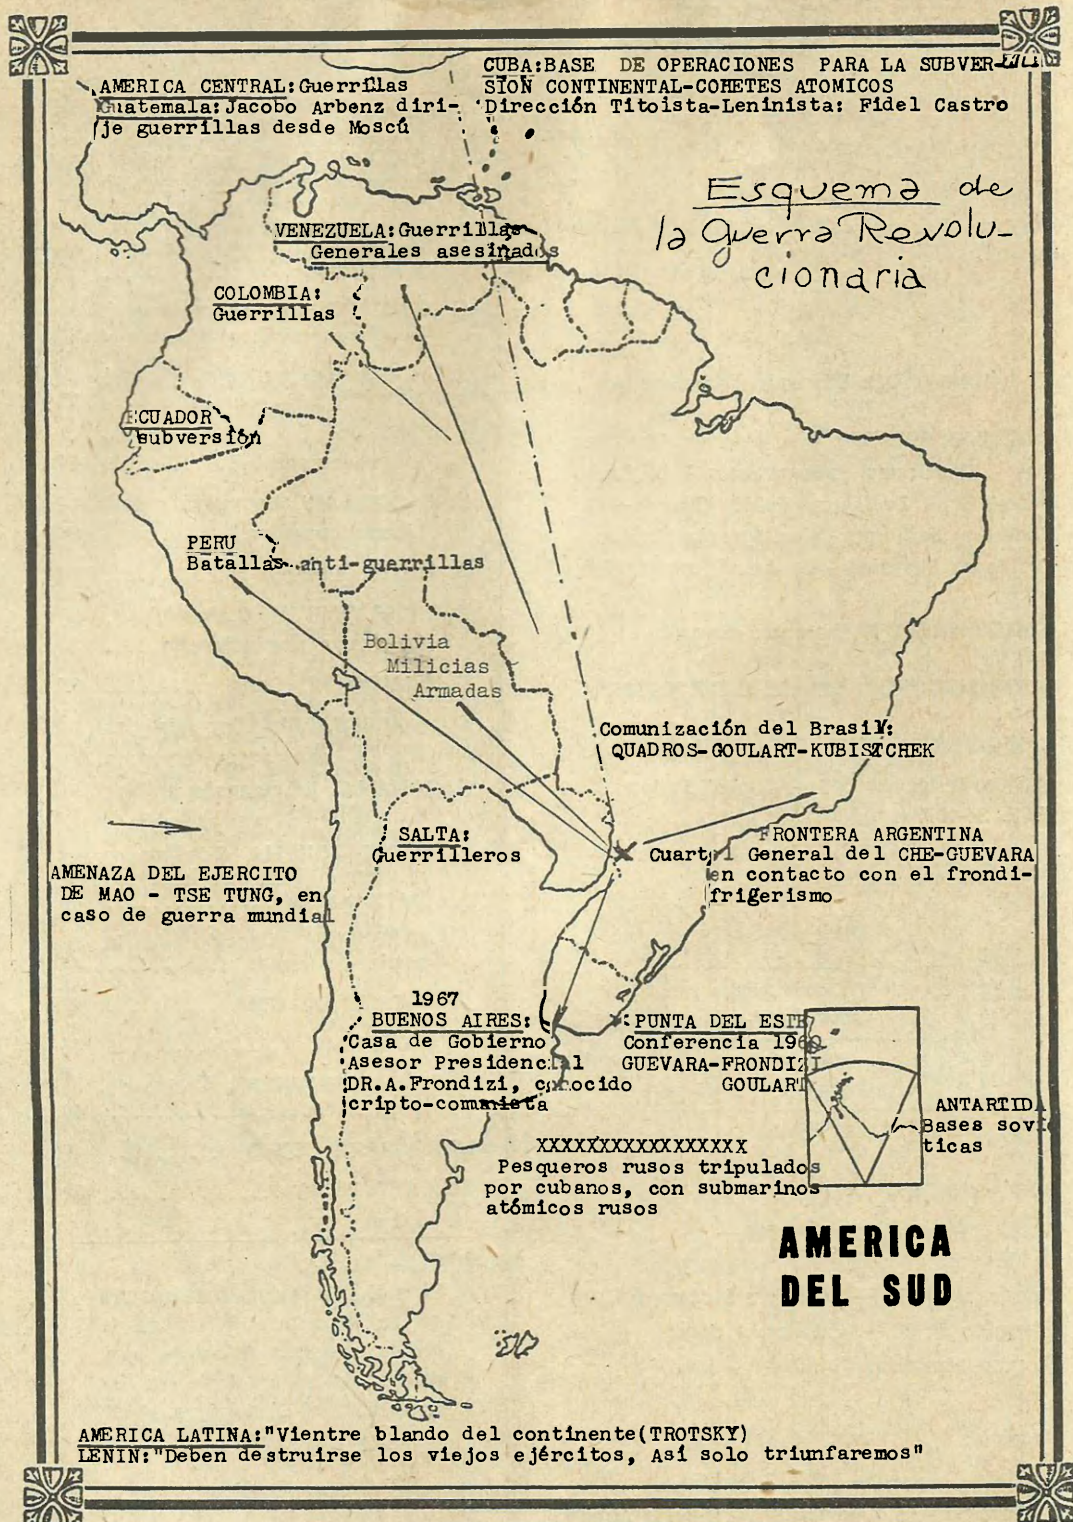 AMERICA CENTRAL:Guerrillas
Guatemala:Jacobo Arbenz diri-
je guerrillas desde Moscú
CUBA:BASE DE OPERACIONES PARA LA SUBVER-
SION CONTINENTAL-COHETES ATOMICOS
Dirección Titoista-Leninista: Fidel Castro
Esquema de
la Guerra Revolu-
cionaria
VENEZUELA:Guerrillas
Generales asesinados
COLOMBIA:
Guerrillas
ECUADOR
subversión
PERU
Batallas anti-guerrillas
Bolivia
Milicias
Armadas
Comunización del Brasil:
QUADROS-GOULART-KUBISTCHEK
SALTA:
Guerrilleros
FRONTERA ARGENTINA
Cuartel General del CHE-GUEVARA
en contacto con el frondi-
frigerismo
AMENAZA DEL EJERCITO
DE MAO - TSE TUNG, en
caso de guerra mundial
1967
BUENOS AIRES:
Casa de Gobierno
Asesor Presidencial
DR.A.Frondizi, conocido
cripto-comunista
:PUNTA DEL ESTE
Conferencia
GUEVARA-FRONDIZI
GOULART
ANTARTIDA
Bases sovié
ticas
XXXXXXXXXXXXXXXXX
Pesqueros rusos tripulados
por cubanos, con submarinos
atómicos rusos
AMERICA
DEL SUD
AMERICA LATINA:"Vientre blando del continente(TROTSKY)
LENIN:"Deben destruirse los viejos ejércitos, Así solo triunfaremos"